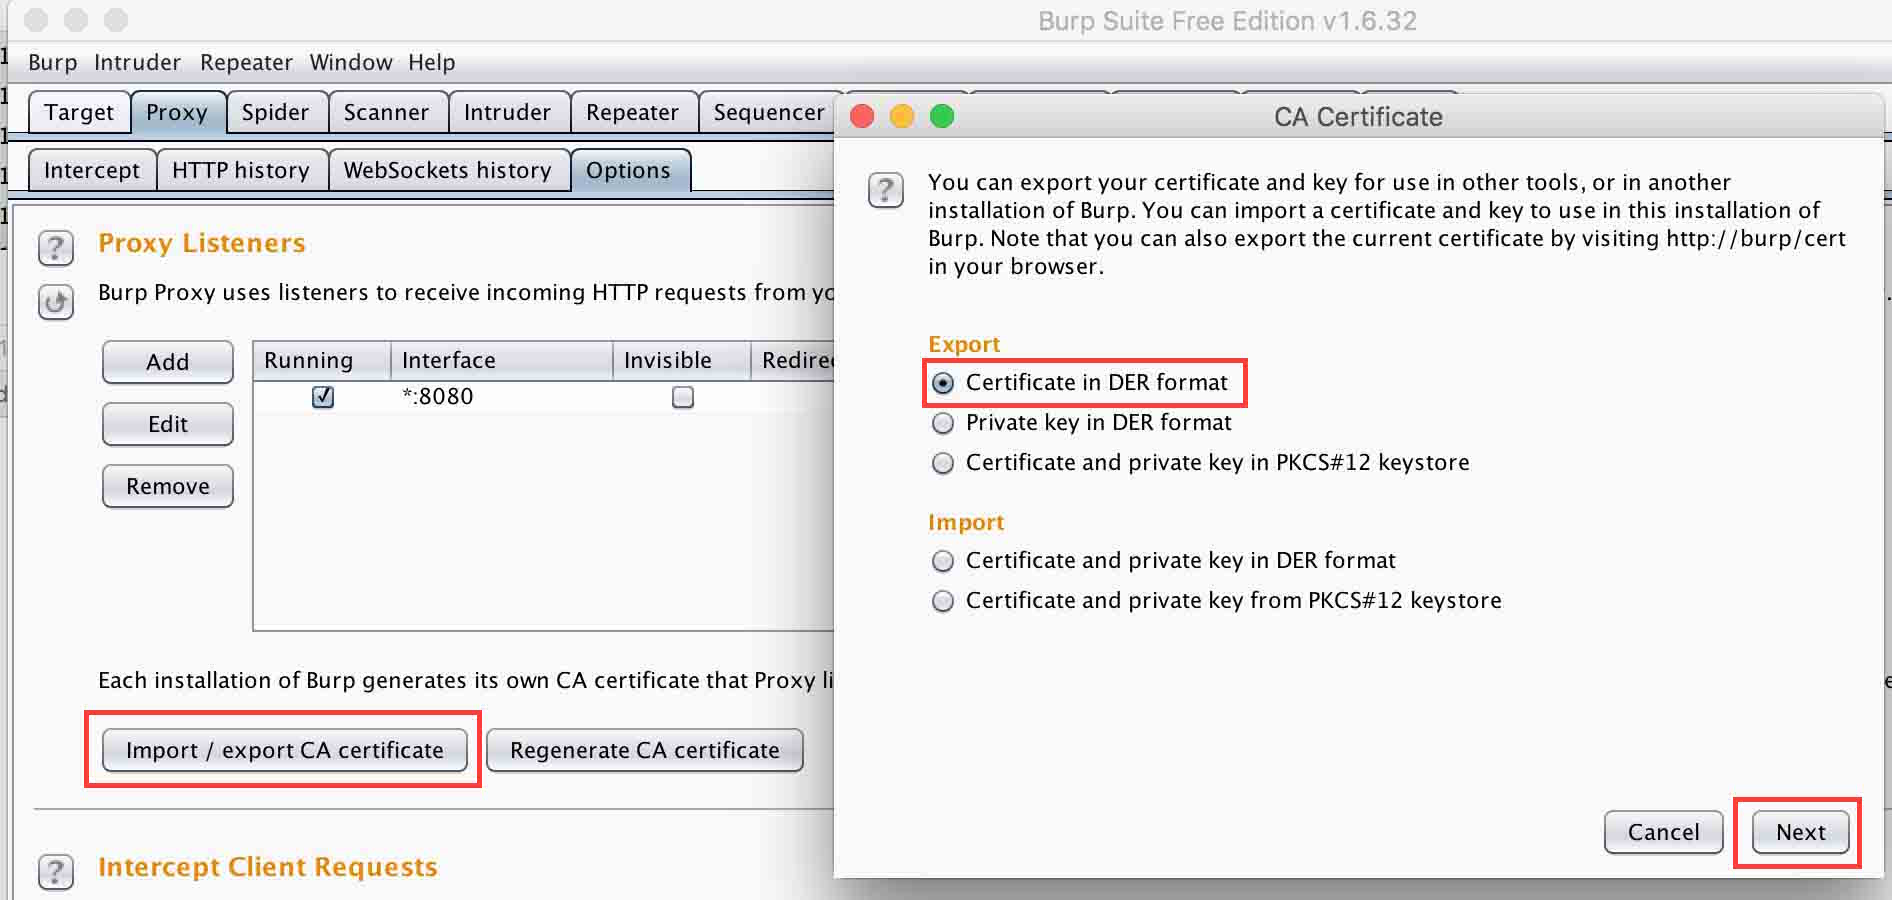 Burp Suite Free Edition v1.6.32
Burp Intruder Repeater Window Help
Target Proxy Spider Scanner Intruder Repeater Sequencer
Intercept HTTP history WebSockets history Options
Proxy Listeners
Burp Proxy uses listeners to receive incoming HTTP requests from
Add
Edit
Remove
Running Interface Invisible
*:8080
Each installation of Burp generates its own CA certificate that Proxy
Import / export CA certificate Regenerate CA certificate
Intercept Client Requests
CA Certificate
You can export your certificate and key for use in other tools, or in another
installation of Burp. You can import a certificate and key to use in this installation of
Burp. Note that you can also export the current certificate by visiting http://burp/cert
in your browser.
Export
Certificate in DER format
Private key in DER format
Certificate and private key in PKCS#12 keystore
Import
Certificate and private key in DER format
Certificate and private key from PKCS#12 keystore
Cancel Next